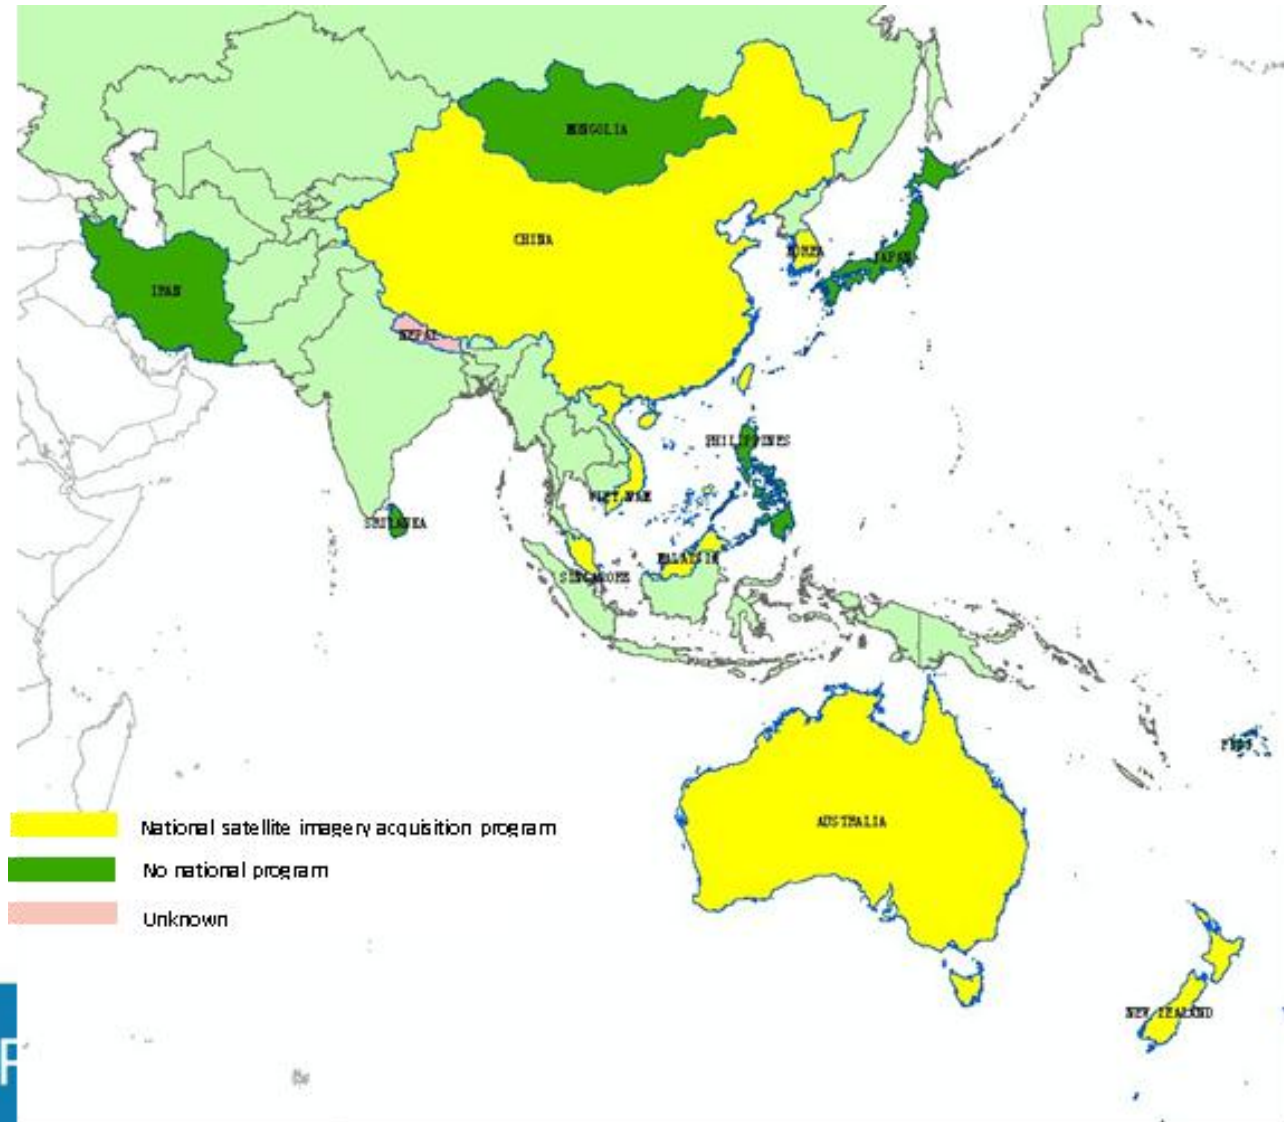 MONGOLIA
CHINA
KOREA
JAPAN
IRAN
NEPAL
PHILIPPINES
VIET NAM
SRI LANKA
MALAYSIA
SINGAPORE
FIJI
AUSTRALIA
National satellite imagery acquisition program
No national program
Unknown
NEW ZEALAND